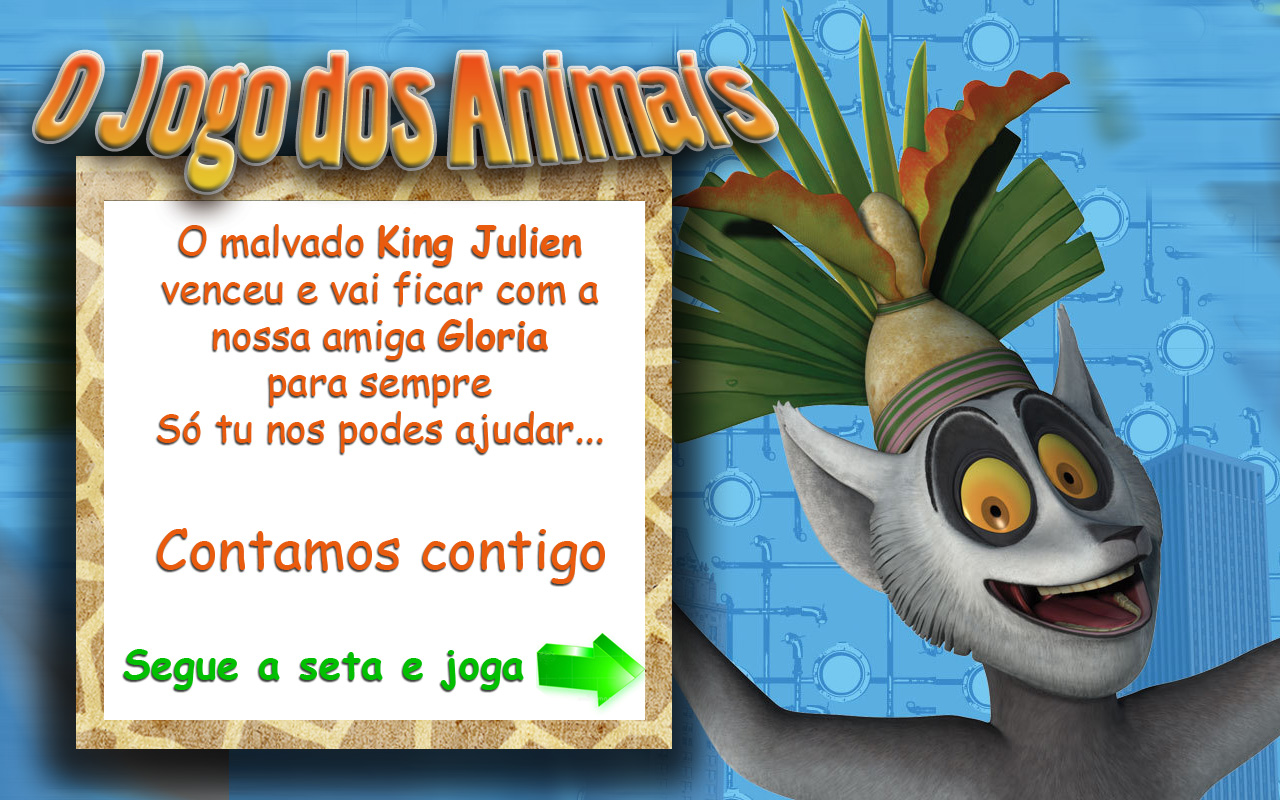 O Jogo dos Animais
O malvado King Julien
venceu e vai ficar com a
nossa amiga Gloria
para sempre
Só tu nos podes ajudar...
Contamos contigo
Segue a seta e joga